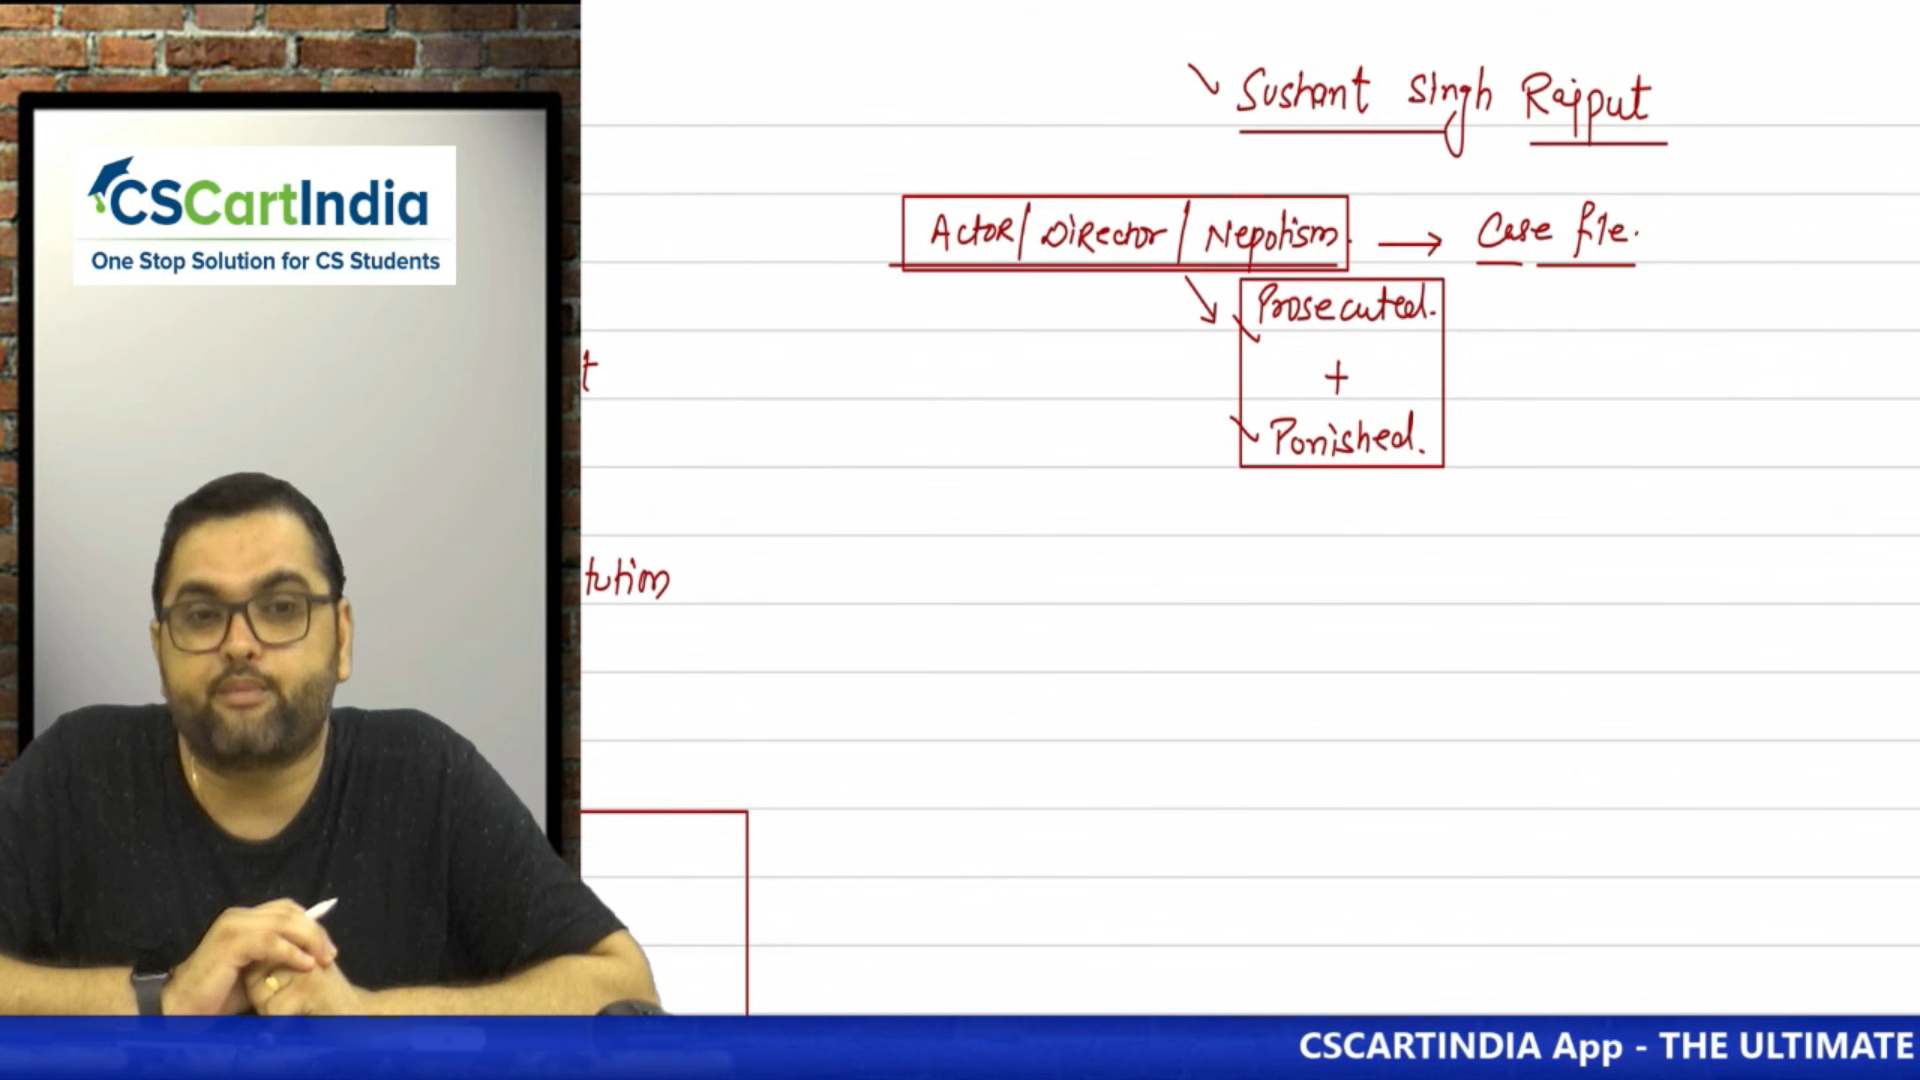 CSCartIndia
One Stop Solution for CS Students
Sushant Singh Rajput
Actor/ Director / Nepotism. → Case file.
Prosecuted.
+
Punished.
t
tution
CSCARTINDIA App - THE ULTIMATE